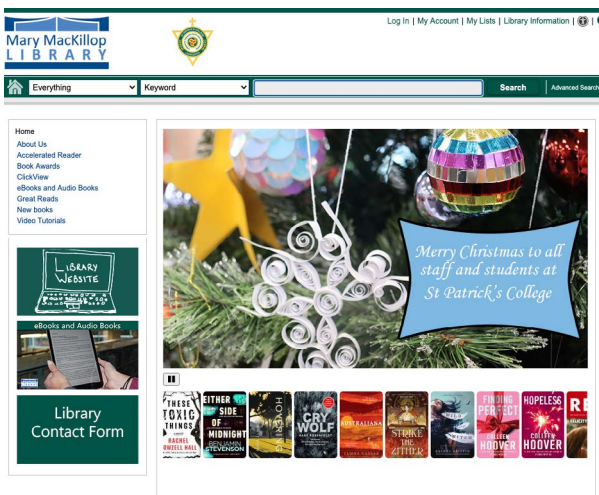 Mary MacKillop
LIBRARY
Log In | My Account | My Lists | Library Information |
Everything
Keyword
Search
Advanced Search
Home
About Us
Accelerated Reader
Book Awards
ClickView
eBooks and Audio Books
Great Reads
New books
Video Tutorials
LIBRARY
WEBSITE
eBooks and Audio Books
Library
Contact Form
Merry Christmas to all
staff and students at
St Patrick's College
THESE
TOXIC
THINGS
RACHEL
HOWZELL HALL
EITHER
SIDE
OF
MIDNIGHT
BENJAMIN
STEVENSON
HOVERING
CRY
WOLF
AUSTRALIANA
STRIKE
THE
ZITHER
WILD
WITCH
FINDING
PERFECT
COLLEEN
HOOVER
HOPELESS
COLLEEN
HOOVER